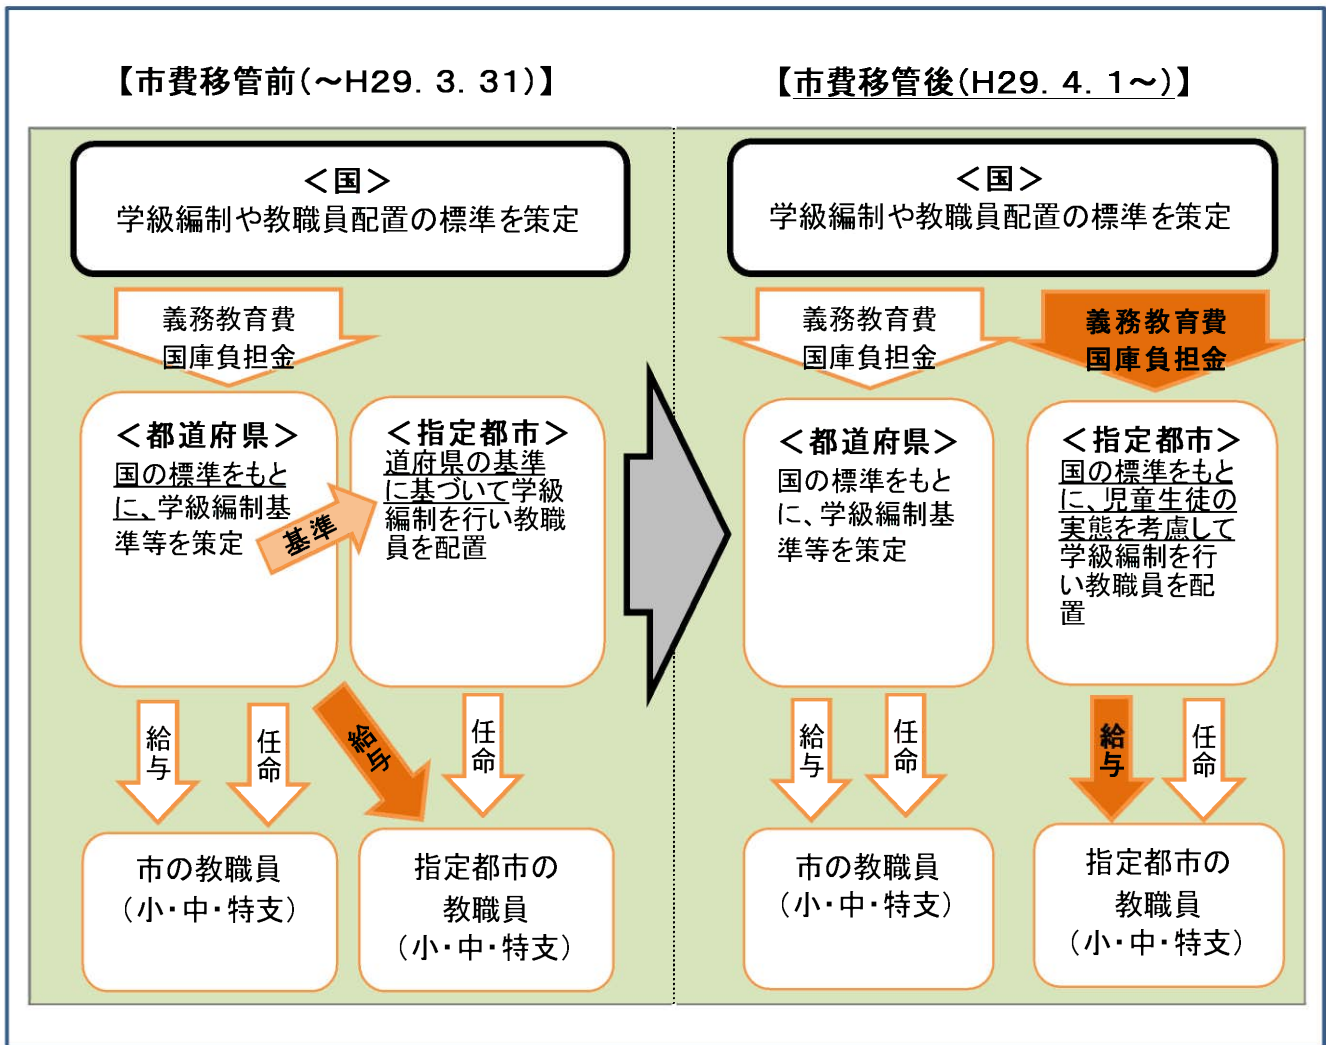 【市費移管前(～H29．3．31)】
＜国＞
学級編制や教職員配置の標準を策定
義務教育費
国庫負担金
＜都道府県＞
国の標準をもと
に、学級編制基
準等を策定
基準
＜指定都市＞
道府県の基準
に基づいて学級
編制を行い教職
員を配置
給与
任命
給与
任命
市の教職員
（小・中・特支）
指定都市の
教職員
（小・中・特支）
【市費移管後(H29．4．1～)】
＜国＞
学級編制や教職員配置の標準を策定
義務教育費
国庫負担金
義務教育費
国庫負担金
＜都道府県＞
国の標準をもと
に、学級編制基
準等を策定
＜指定都市＞
国の標準をもと
に、児童生徒の
実態を考慮して
学級編制を行
い教職員を配
置
給与
任命
給与
任命
市の教職員
（小・中・特支）
指定都市の
教職員
（小・中・特支）